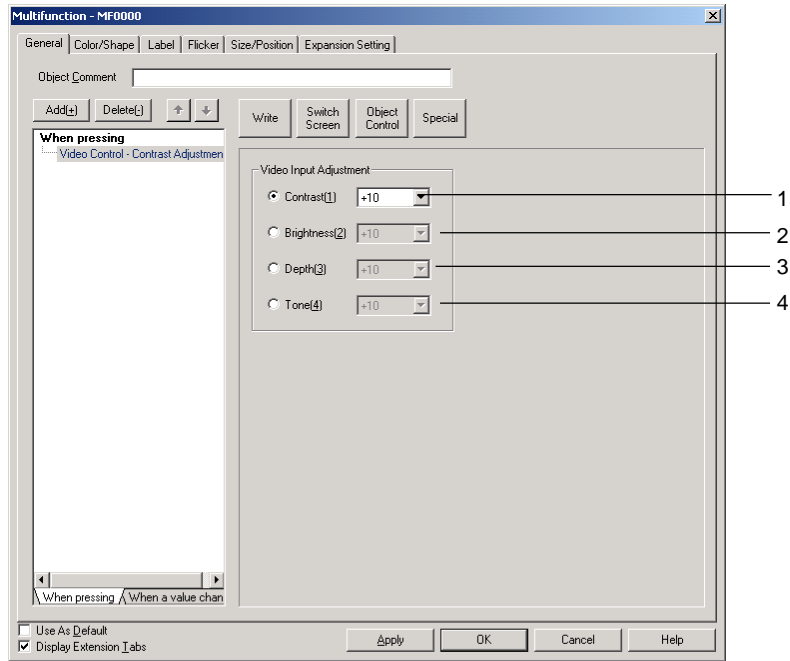 Multifunction - MF0000
General Color/Shape Label Flicker Size/Position Expansion Setting
Object Comment
Add(+) Delete(-)
Write Switch Screen Object Control Special
When pressing
Video Control - Contrast Adjustmen
Video Input Adjustment
Contrast(1) +10 1
Brightness(2) +10 2
Depth(3) +10 3
Tone(4) +10 4
When pressing When a value chan
Use As Default
Display Extension Tabs
Apply OK Cancel Help